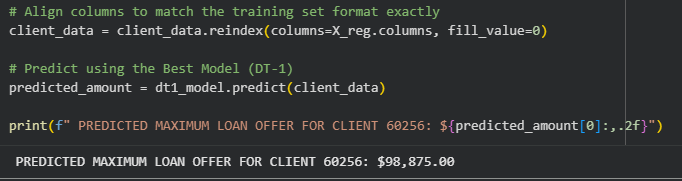 # Align columns to match the training set format exactly
client_data = client_data.reindex(columns=X_reg.columns, fill_value=0)
# Predict using the Best Model (DT-1)
predicted_amount = dt1_model.predict(client_data)
print(f" PREDICTED MAXIMUM LOAN OFFER FOR CLIENT 60256: ${predicted_amount[0]:,.2f}")
PREDICTED MAXIMUM LOAN OFFER FOR CLIENT 60256: $98,875.00